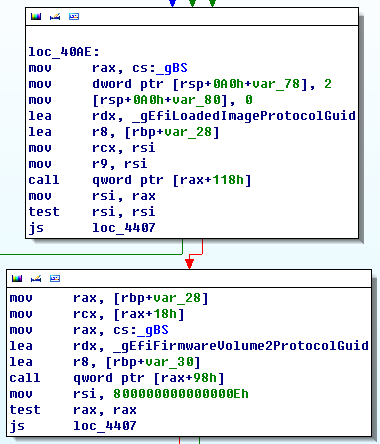 loc_40AE:
mov rax, cs:_gBS
mov dword ptr [rsp+0A0h+var_78], 2
mov [rsp+0A0h+var_80], 0
lea rdx, _gEfiLoadedImageProtocolGuid
lea r8, [rbp+var_28]
mov rcx, rsi
mov r9, rsi
call qword ptr [rax+118h]
mov rsi, rax
test rsi, rsi
js loc_4407
mov rax, [rbp+var_28]
mov rcx, [rax+18h]
mov rax, cs:_gBS
lea rdx, _gEfiFirmwareVolume2ProtocolGuid
lea r8, [rbp+var_30]
call qword ptr [rax+98h]
mov rsi, 800000000000000Eh
test rax, rax
js loc_4407